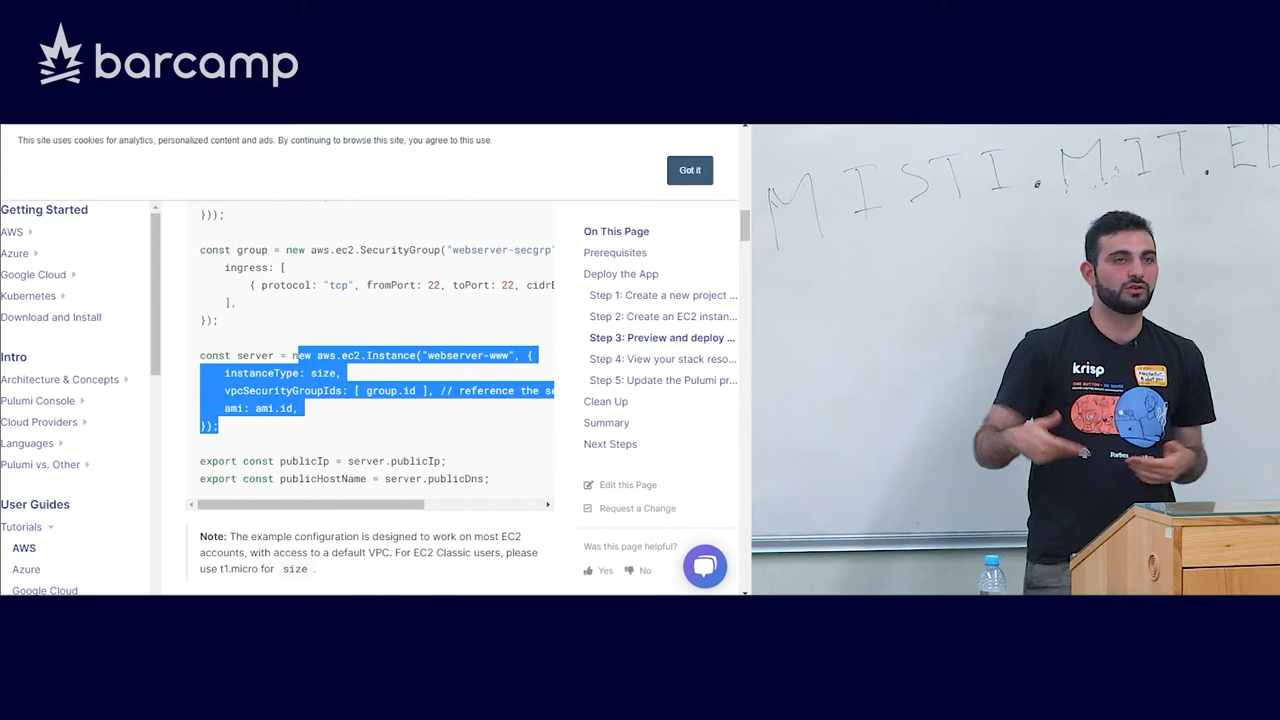 barcamp
This site uses cookies for analytics, personalized content and ads. By continuing to browse this site, you agree to this use.
Got it
Getting Started
AWS
Azure
Google Cloud
Kubernetes
Download and Install
Intro
Architecture & Concepts
Pulumi Console
Cloud Providers
Languages
Pulumi vs. Other
User Guides
Tutorials
AWS
Azure
Google Cloud
}));
const group = new aws.ec2.SecurityGroup("webserver-secgrp"
ingress: [
{ protocol: "tcp", fromPort: 22, toPort: 22,
],
});
const server = new aws.ec2.Instance("webserver-www", {
instanceType: size,
vpcSecurityGroupIds: [ group.id ], // reference the
ami: ami.id,
});
export const publicIp = server.publicIp;
export const publicHostName = server.publicDns;
Note: The example configuration is designed to work on most EC2
accounts, with access to a default VPC. For EC2 Classic users, please
use t1.micro for size .
On This Page
Prerequisites
Deploy the App
Step 1: Create a new project ...
Step 2: Create an EC2 instan...
Step 3: Preview and deploy ...
Step 4: View your stack reso...
Step 5: Update the Pulumi pr...
Clean Up
Summary
Next Steps
Edit this Page
Request a Change
Was this page helpful?
Yes No
MISTI.MIT.ED
krisp
ONE BUTTON
Forbes